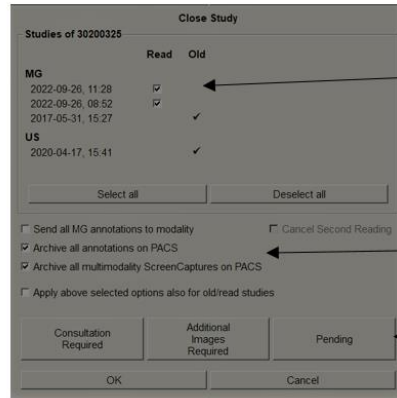 Close Study
Studies of 30200325
Read Old
MG
2022-09-26, 11:28
2022-09-26, 08:52
2017-05-31, 15:27
US
2020-04-17, 15:41
Select all Deselect all
Send all MG annotations to modality Cancel Second Reading
Archive all annotations on PACS
Archive all multimodality ScreenCaptures on PACS
Apply above selected options also for old/read studies
Consultation Required
Additional Images Required
Pending
OK Cancel